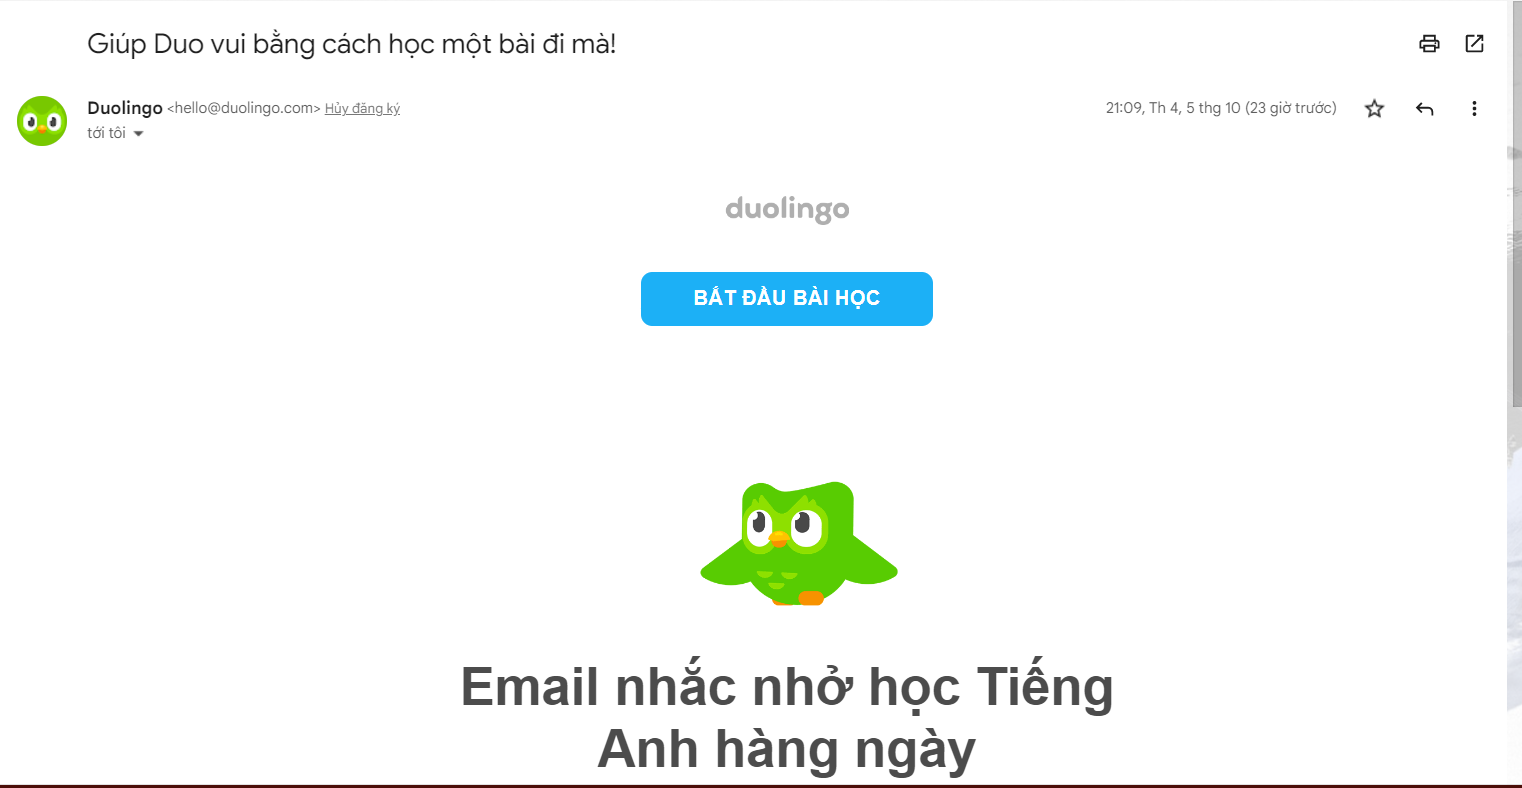 Giúp Duo vui bằng cách học một bài đi mà!
Duolingo <hello@duolingo.com> Hủy đăng ký
21:09, Th 4, 5 thg 10 (23 giờ trước)
tới tôi
duolingo
BẮT ĐẦU BÀI HỌC
Email nhắc nhở học Tiếng
Anh hàng ngày